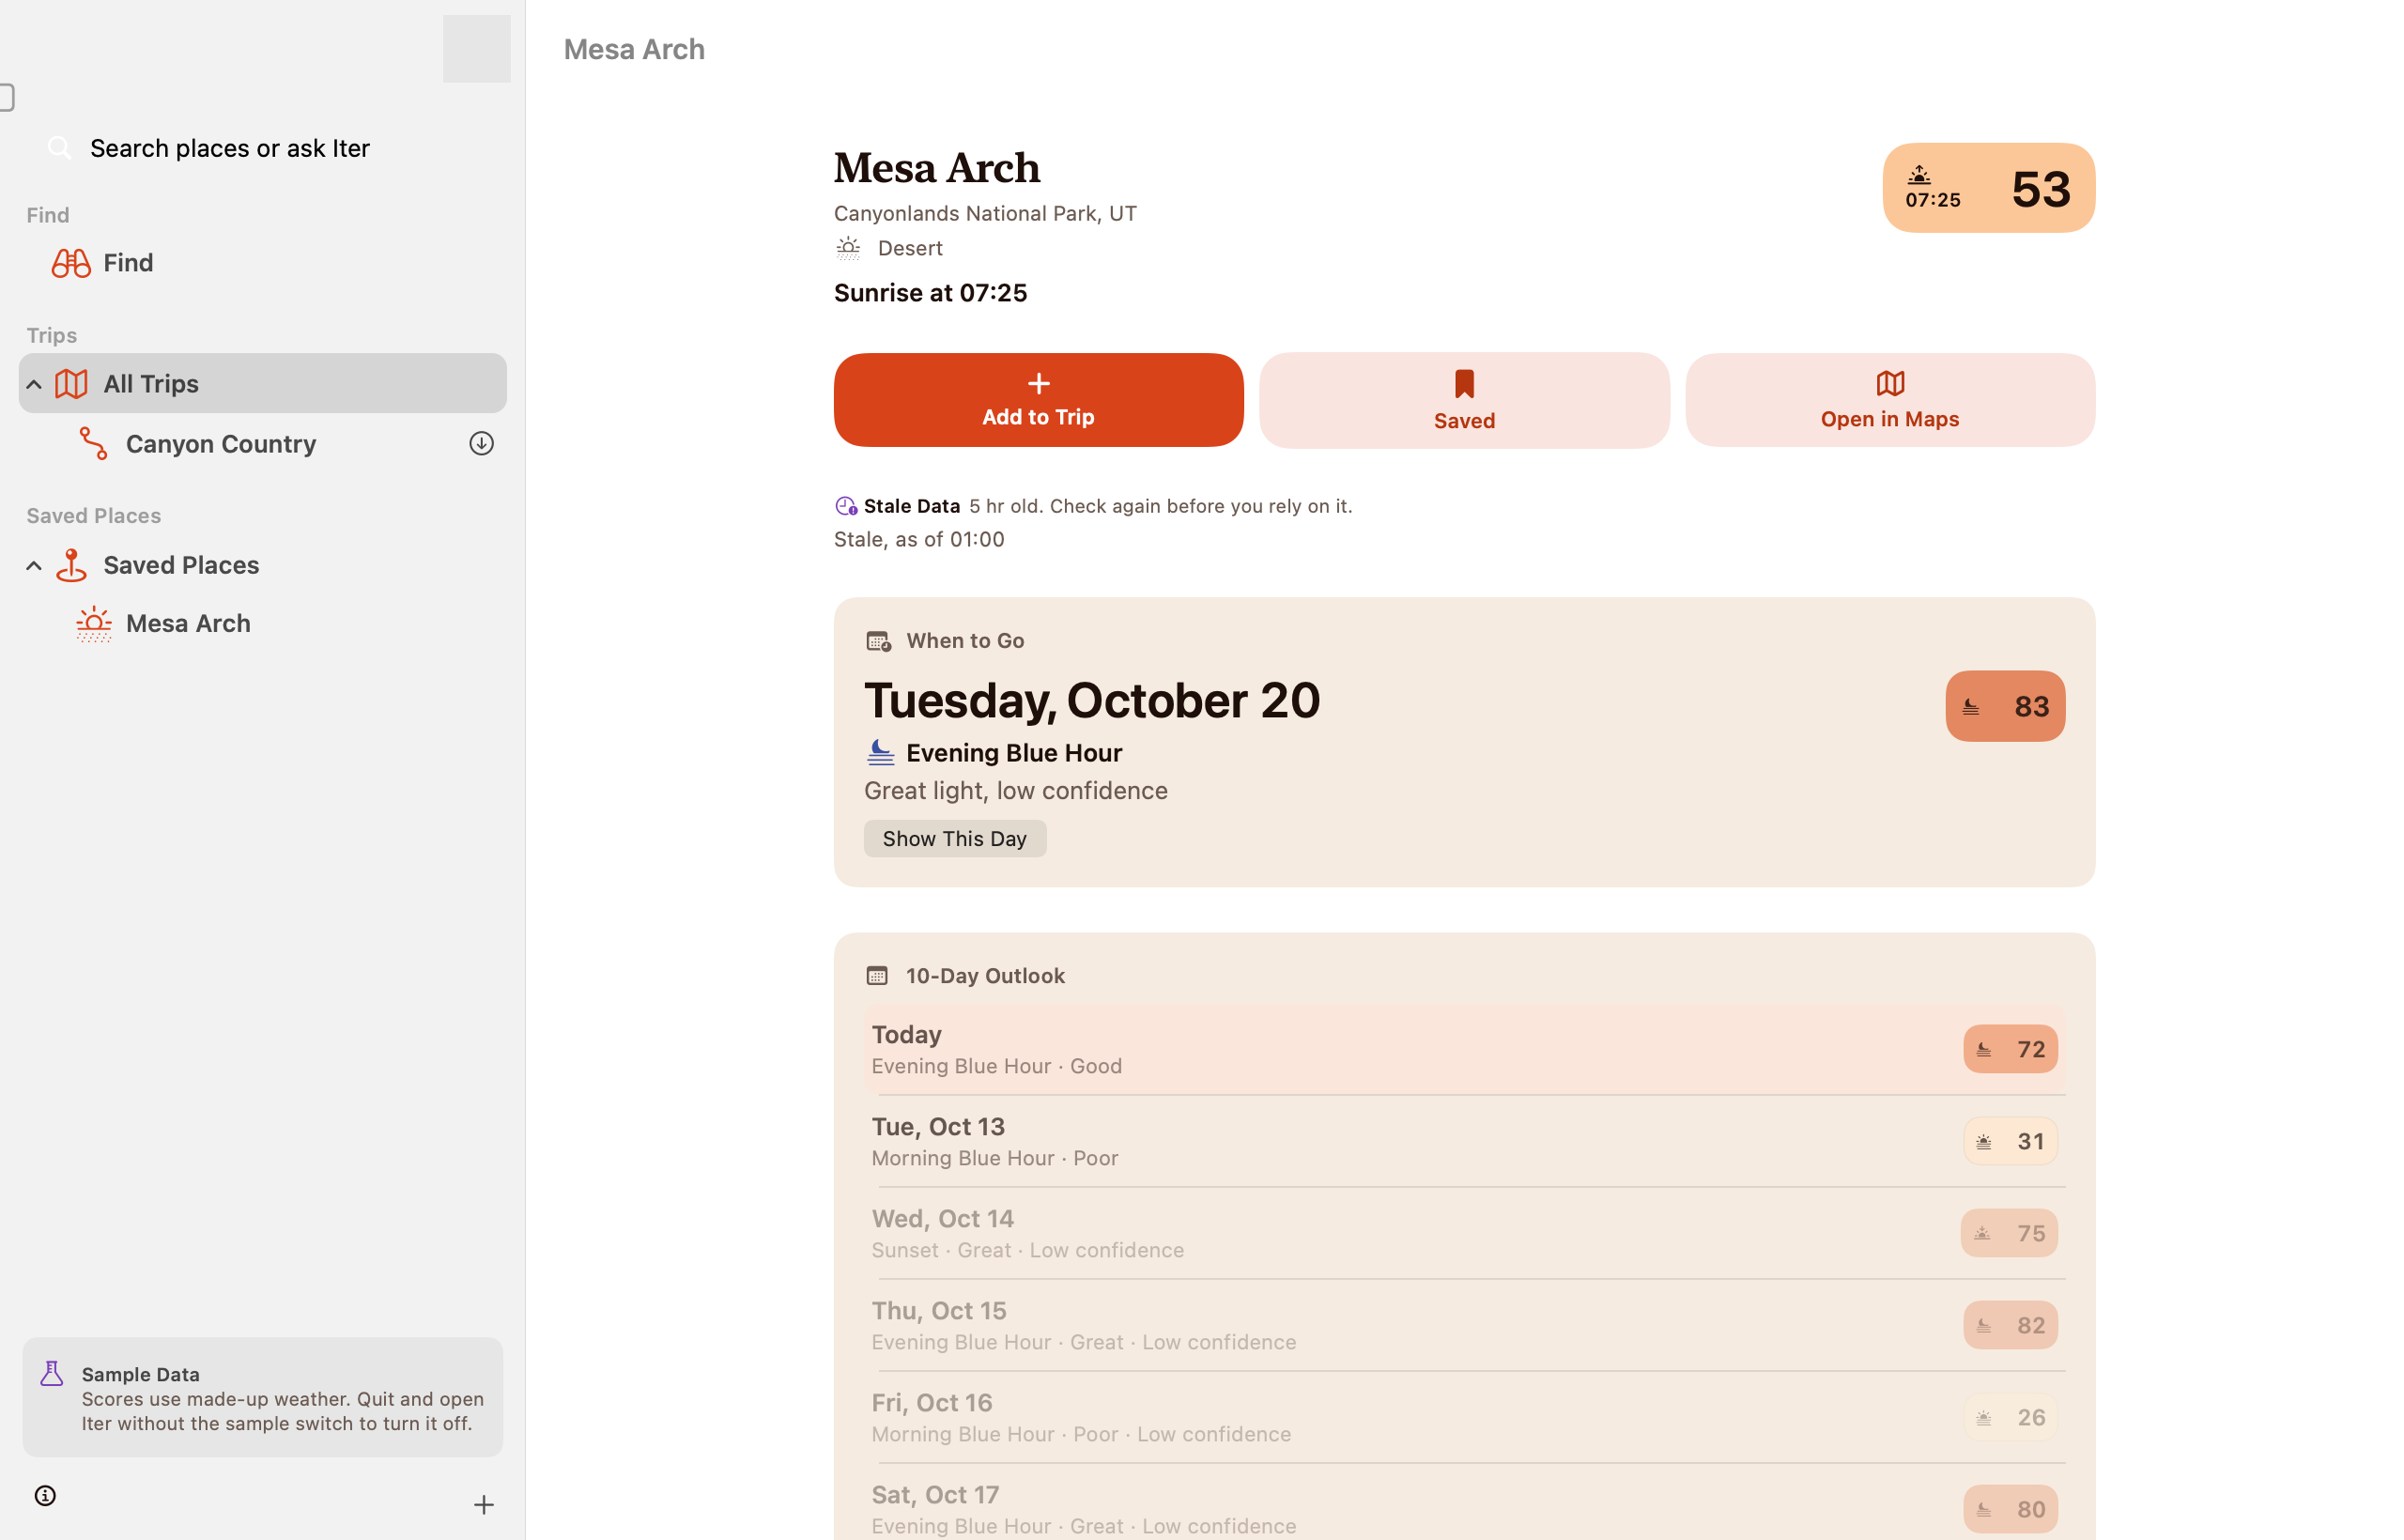 Mesa Arch
Search places or ask Iter
Find
Find
Trips
All Trips
Canyon Country
Saved Places
Saved Places
Mesa Arch
Sample Data
Scores use made-up weather. Quit and open
Iter without the sample switch to turn it off.
Mesa Arch
Canyonlands National Park, UT
Desert
Sunrise at 07:25
07:25
53
Add to Trip
Saved
Open in Maps
Stale Data 5 hr old. Check again before you rely on it.
Stale, as of 01:00
When to Go
Tuesday, October 20
83
Evening Blue Hour
Great light, low confidence
Show This Day
10-Day Outlook
Today
Evening Blue Hour · Good
72
Tue, Oct 13
Morning Blue Hour · Poor
31
Wed, Oct 14
Sunset · Great · Low confidence
75
Thu, Oct 15
Evening Blue Hour · Great · Low confidence
82
Fri, Oct 16
Morning Blue Hour · Poor · Low confidence
26
Sat, Oct 17
Evening Blue Hour · Great · Low confidence
80